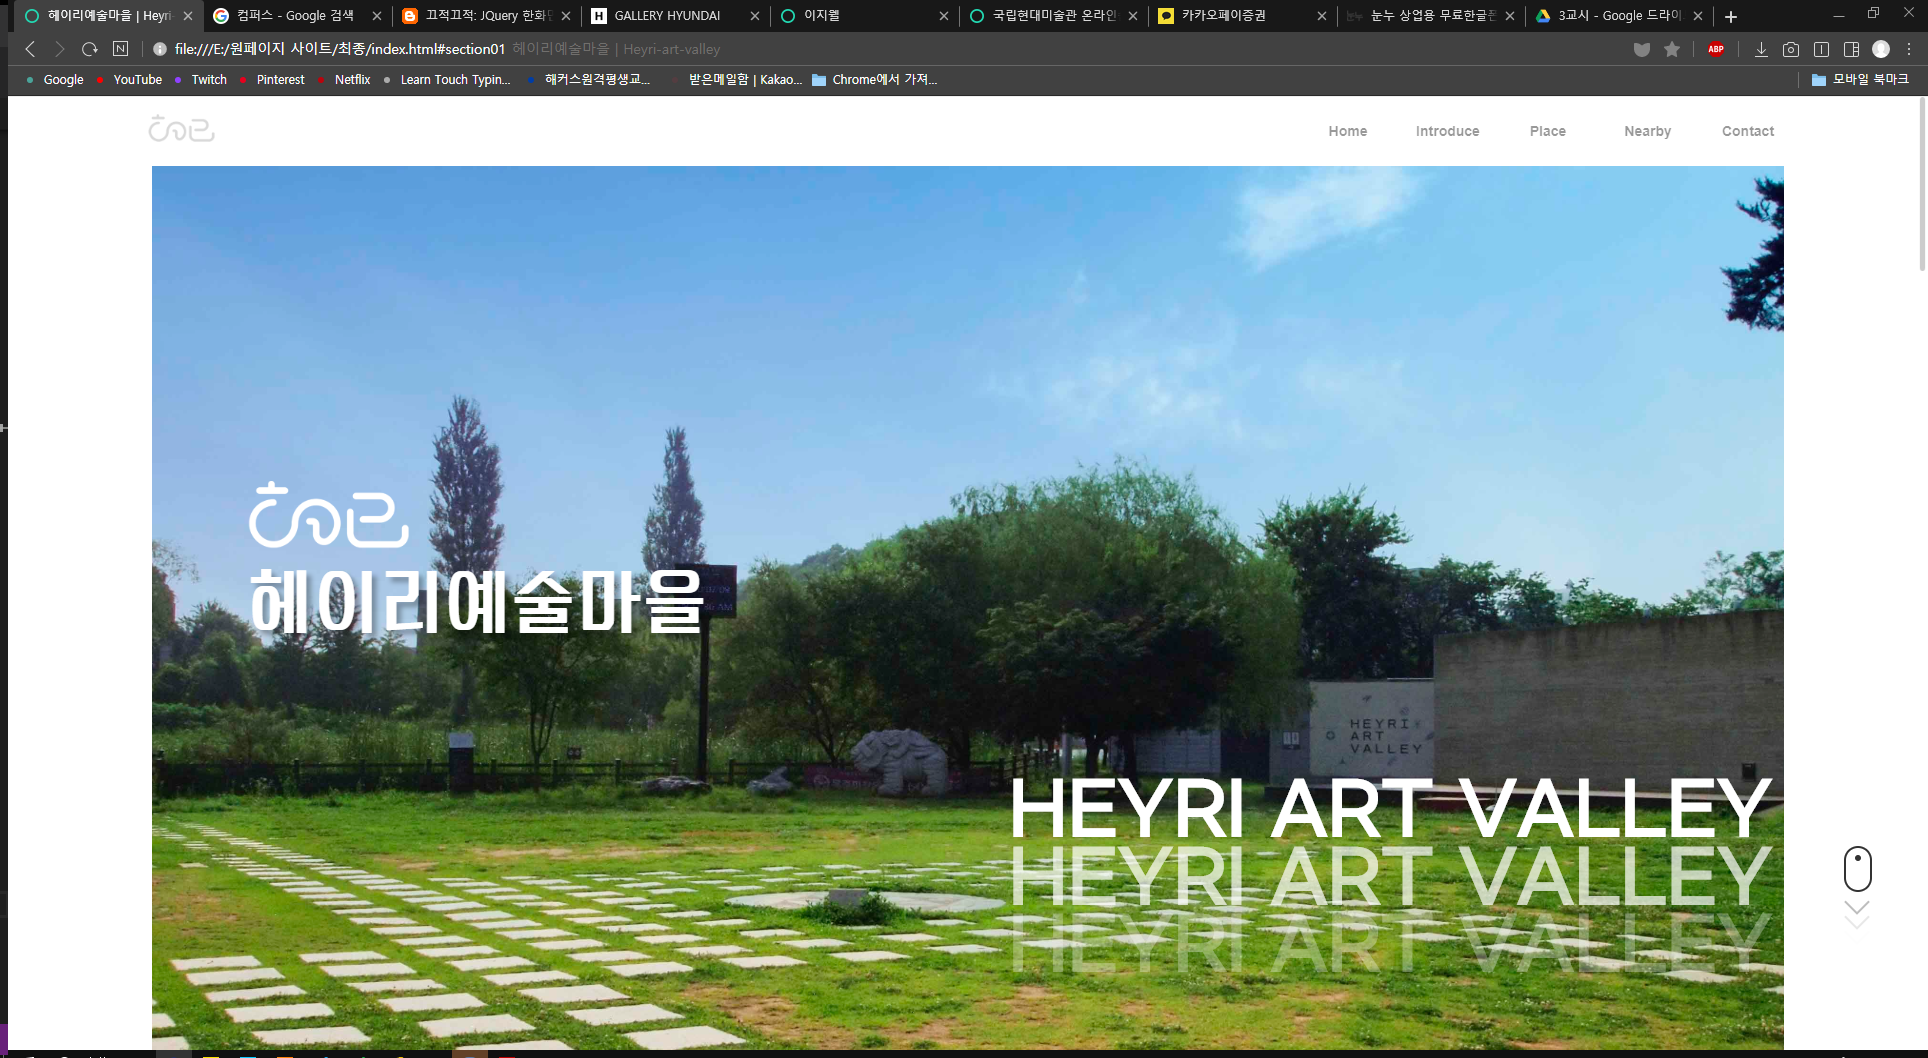 헤이리예술마을 | Heyri-
컴퍼스 - Google 검색
끄적끄적: JQuery 한화면
GALLERY HYUNDAI
이지웰
국립현대미술관 온라인
카카오페이증권
눈누 상업용 무료한글폰
3교시 - Google 드라이
file:///E:/원페이지 사이트/최종/index.html#section01 헤이리예술마을 | Heyri-art-valley
ABP
Google YouTube Twitch Pinterest Netflix Learn Touch Typin... 해커스원격평생교... 받은메일함 | Kakao... Chrome에서 가져... 모바일 북마크
Home Introduce Place Nearby Contact
헤이리예술마을
HEYRI
ART
VALLEY
HEYRI ART VALLEY
HEYRI ART VALLEY
HEYRI ART VALLEY